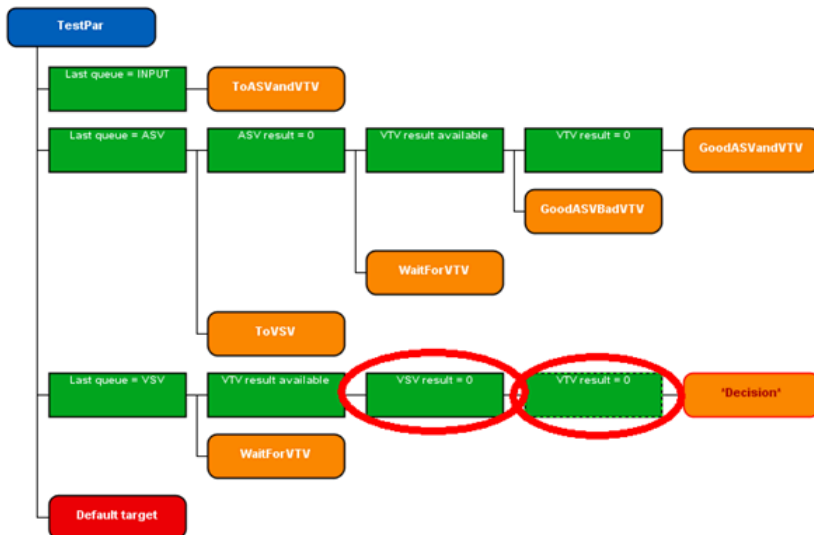 TestPar
Last queue = INPUT
ToASVandVTV
Last queue = ASV
ASV result = 0
VTV result available
VTV result = 0
GoodASVandVTV
GoodASVBadVTV
WaitForVTV
ToVSV
Last queue = VSV
VTV result available
VSV result = 0
VTV result = 0
*Decision*
WaitForVTV
Default target